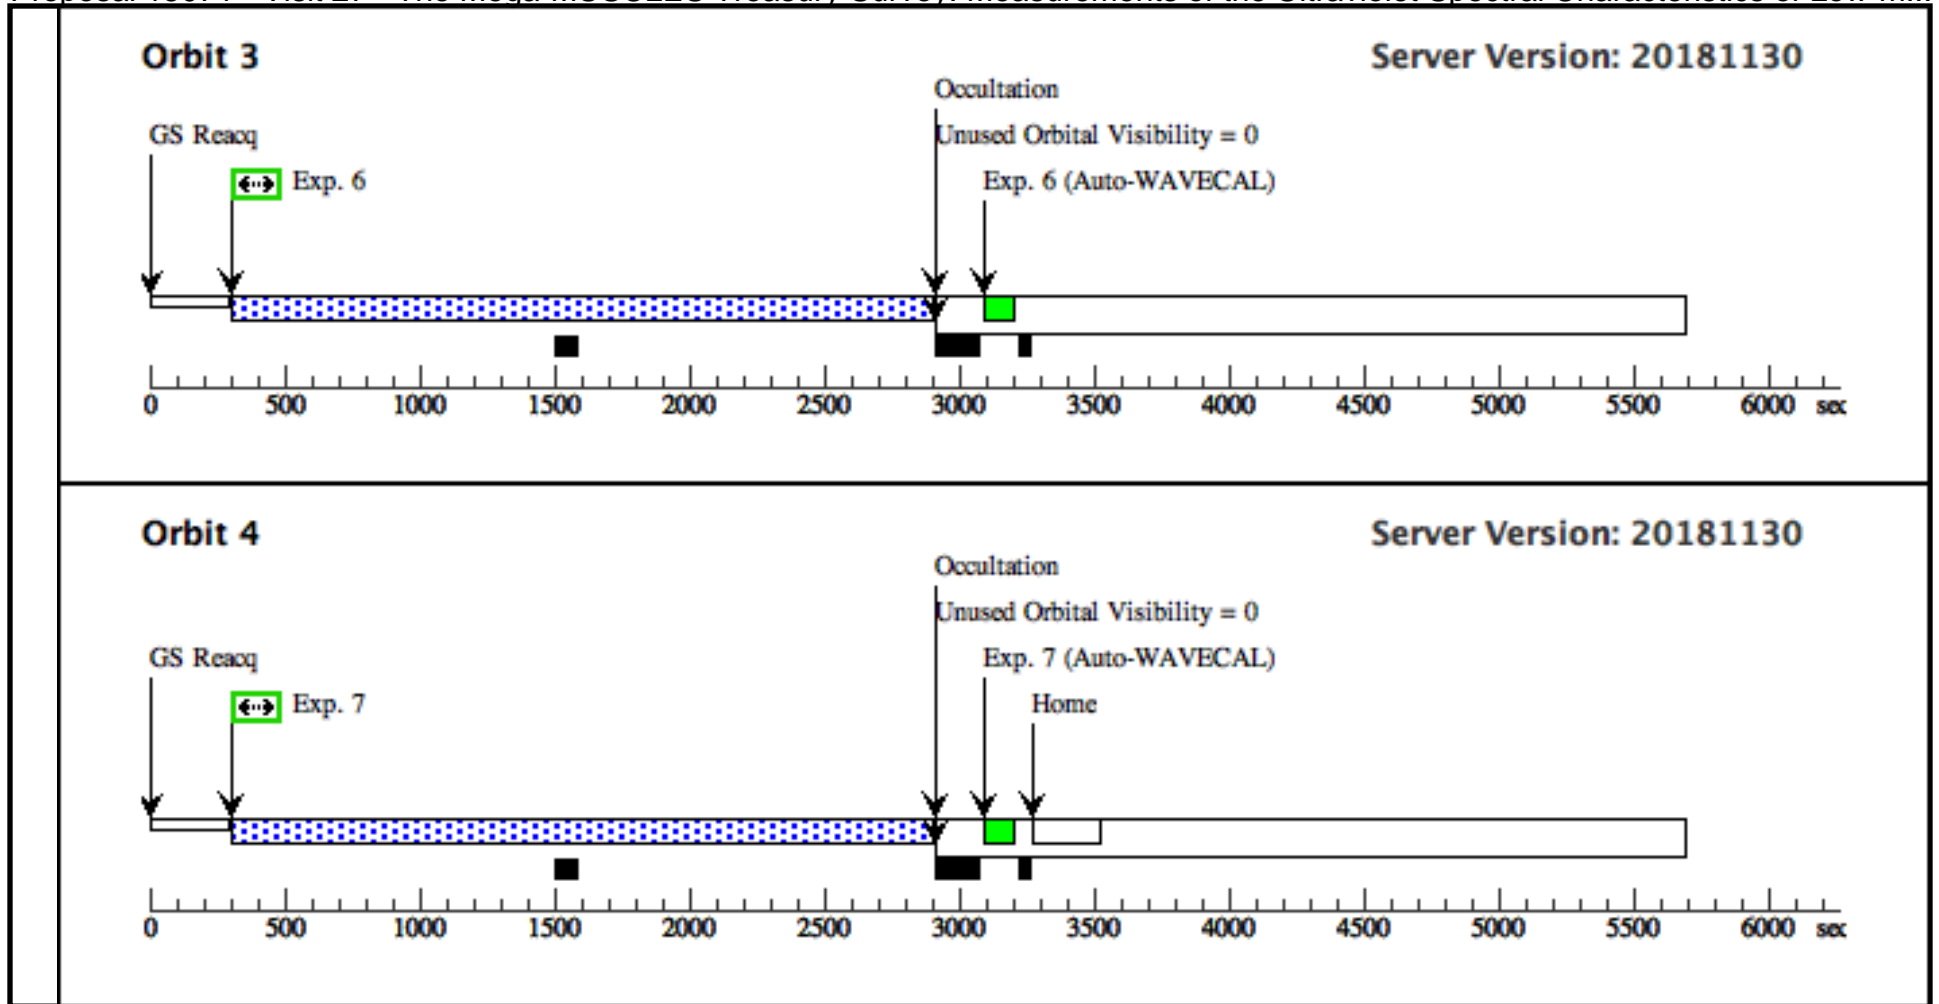 Orbit 3
Server Version: 20181130
Occultation
GS Reacq
Unused Orbital Visibility = 0
Exp. 6
Exp. 6 (Auto-WAVECAL)
0 500 1000 1500 2000 2500 3000 3500 4000 4500 5000 5500 6000 sec
Orbit 4
Server Version: 20181130
Occultation
Unused Orbital Visibility = 0
GS Reacq
Exp. 7 (Auto-WAVECAL)
Exp. 7
Home
0 500 1000 1500 2000 2500 3000 3500 4000 4500 5000 5500 6000 sec